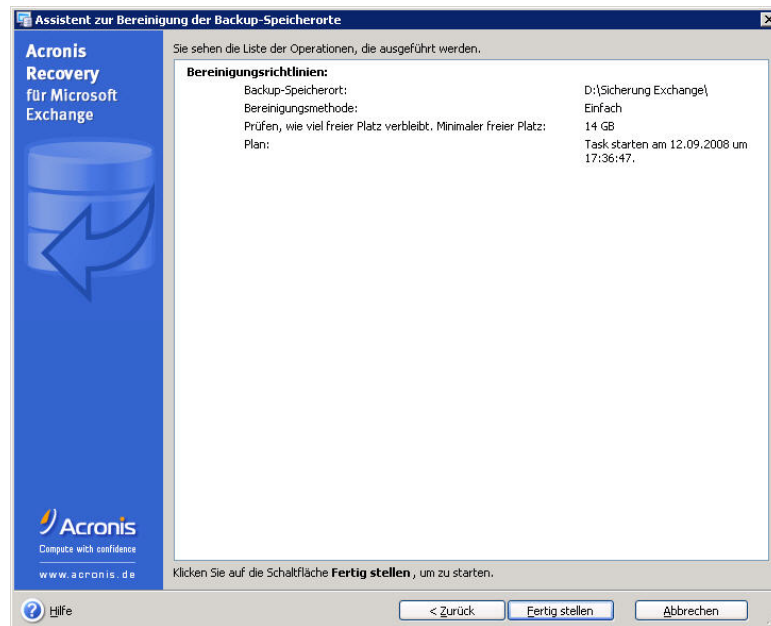 Assistent zur Bereinigung der Backup-Speicherorte
Acronis
Recovery
für Microsoft
Exchange
Sie sehen die Liste der Operationen, die ausgeführt werden.
Bereinigungsrichtlinien:
Backup-Speicherort: D:\Sicherung Exchange\
Bereinigungsmethode: Einfach
Prüfen, wie viel freier Platz verbleibt. Minimaler freier Platz: 14 GB
Plan: Task starten am 12.09.2008 um
17:36:47.
Acronis
Compute with confidence
www.acronis.de
Klicken Sie auf die Schaltfläche Fertig stellen , um zu starten.
Hilfe
< Zurück
Fertig stellen
Abbrechen